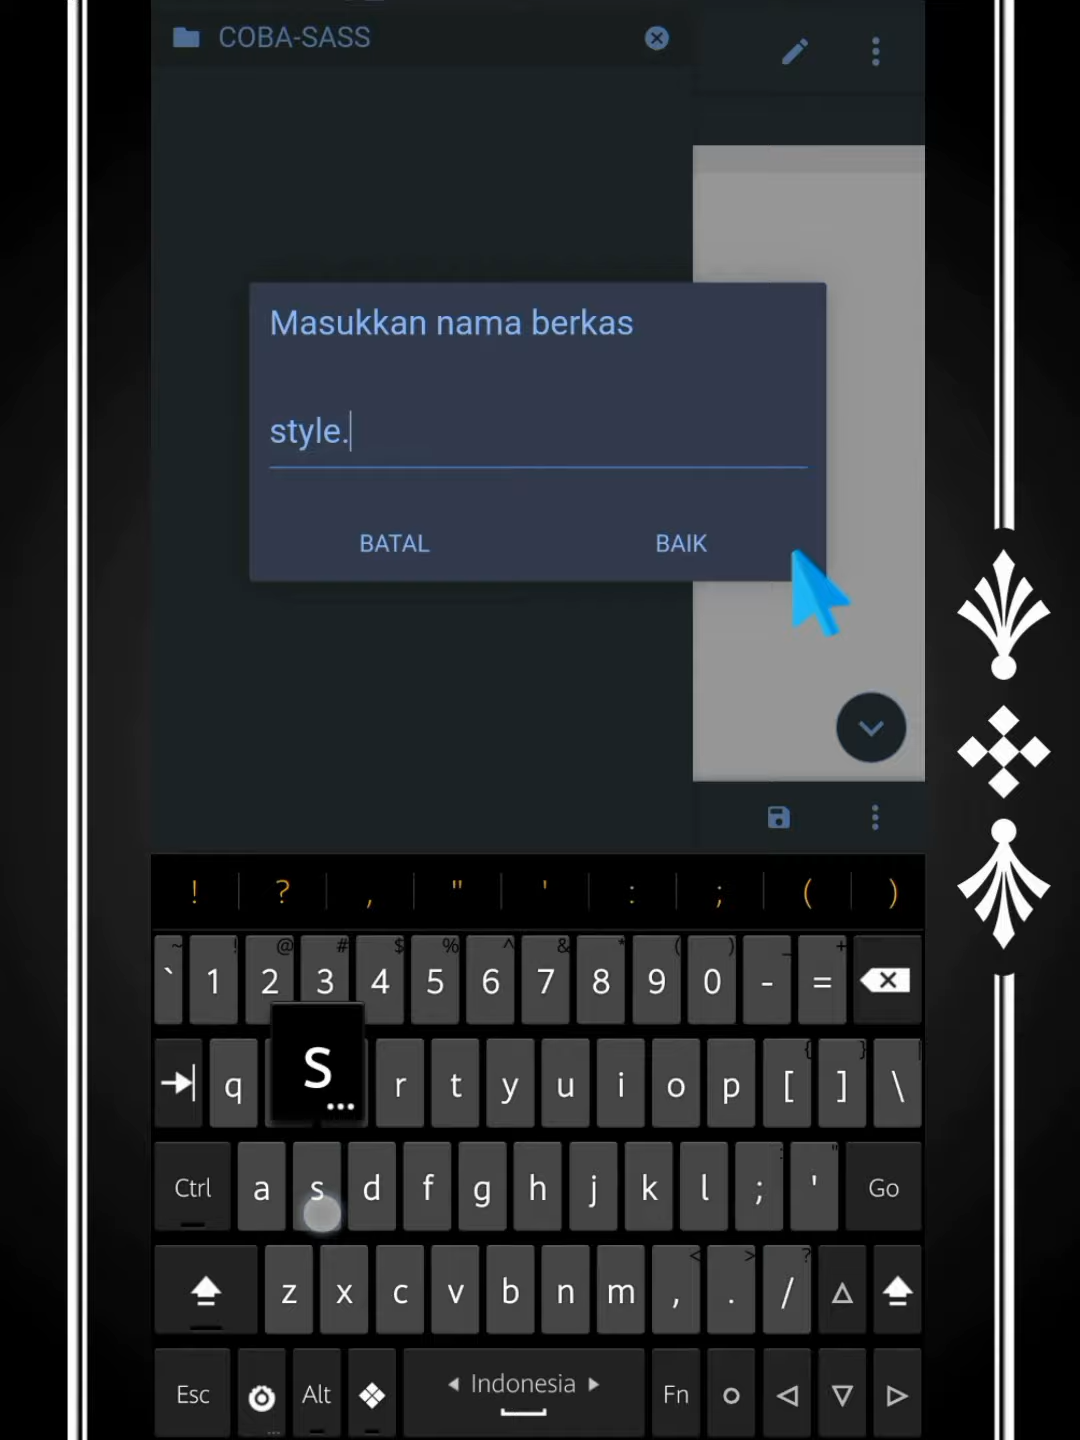 COBA-SASS
Masukkan nama berkas
style.
BATAL
BAIK
! ? , " ' : ; ( )
~ ! @ # $ % ^ & * ( ) _ +
` 1 2 3 4 5 6 7 8 9 0 - =
{ } |
q s r t y u i o p [ ] \
: "
Ctrl a s d f g h j k l ; ' Go
< > ?
z x c v b n m , . /
Esc Alt Indonesia Fn